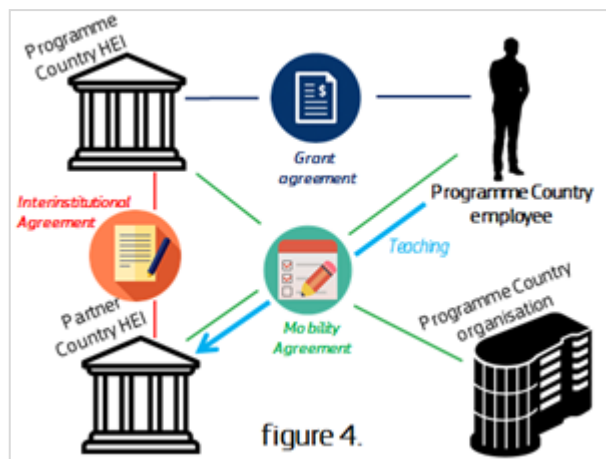 Programme
Country HEI
Grant
agreement
Programme Country
employee
Interinstitutional
Agreement
Teaching
Partner
Country HEI
Mobility
Agreement
Programme Country
organisation
figure 4.